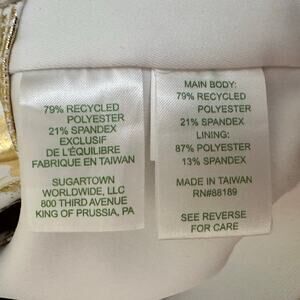 79% RECYCLED
POLYESTER
21% SPANDEX
EXCLUSIF
DE L'ÉQUILIBRE
FABRIQUE EN TAIWAN
SUGARTOWN
WORLDWIDE, LLC
800 THIRD AVENUE
KING OF PRUSSIA, PA
MAIN BODY:
79% RECYCLED
POLYESTER
21% SPANDEX
LINING:
87% POLYESTER
13% SPANDEX
MADE IN TAIWAN
RN#88189
SEE REVERSE
FOR CARE